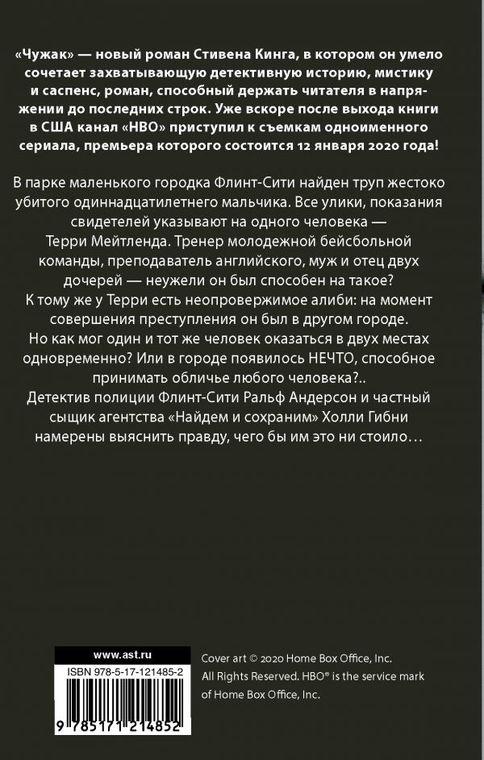 «Чужак» — новый роман Стивена Кинга, в котором он умело
сочетает захватывающую детективную историю, мистику
и саспенс, роман, способный держать читателя в напря-
жении до последних строк. Уже вскоре после выхода книги
в США канал «HBO» приступил к съемкам одноименного
сериала, премьера которого состоится 12 января 2020 года!
В парке маленького городка Флинт-Сити найден труп жестоко
убитого одиннадцатилетнего мальчика. Все улики, показания
свидетелей указывают на одного человека —
Терри Мейтленда. Тренер молодежной бейсбольной
команды, преподаватель английского, муж и отец двух
дочерей — неужели он был способен на такое?
К тому же у Терри есть неопровержимое алиби: на момент
совершения преступления он был в другом городе.
Но как мог один и тот же человек оказаться в двух местах
одновременно? Или в городе появилось НЕЧТО, способное
принимать обличье любого человека?..
Детектив полиции Флинт-Сити Ральф Андерсон и частный
сыщик агентства «Найдем и сохраним» Холли Гибни
намерены выяснить правду, чего бы им это ни стоило…
www.ast.ru
ISBN 978-5-17-121485-2
9 785171 214852
Cover art © 2020 Home Box Office, Inc.
All Rights Reserved. HBO® is the service mark
of Home Box Office, Inc.